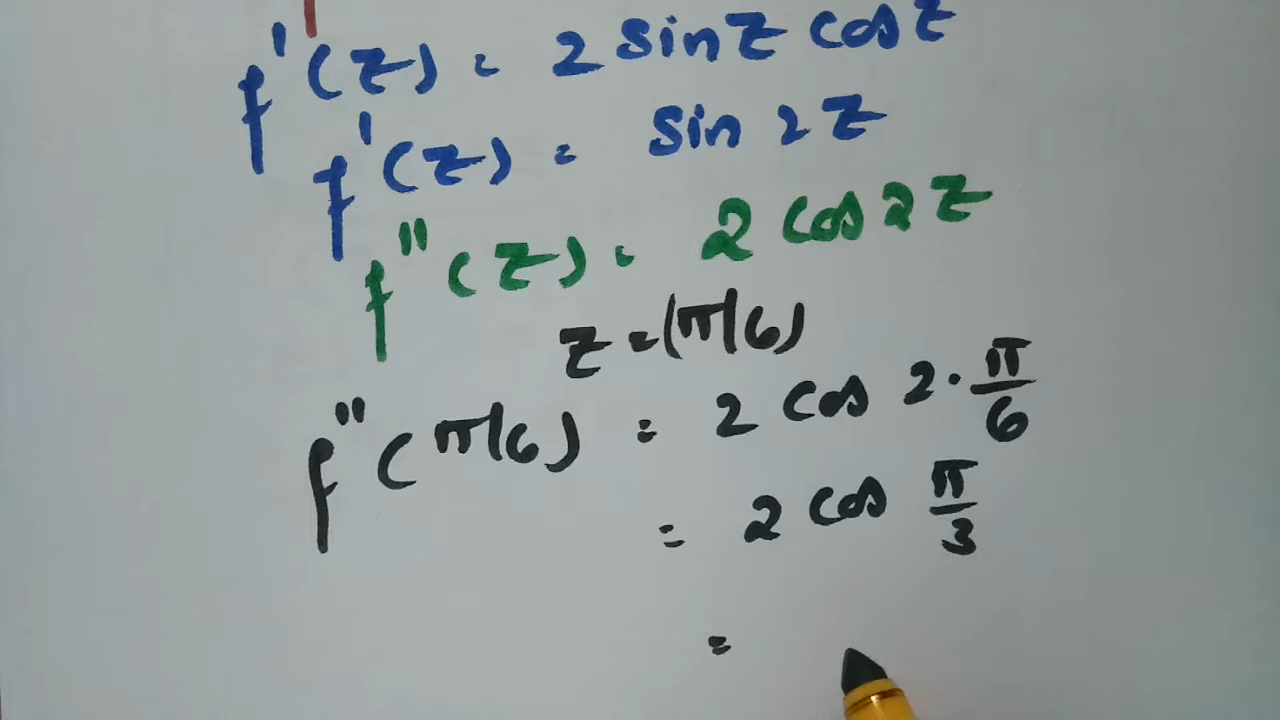 f'(z) = 2 sin z cos z
f'(z) = sin 2z
f''(z) = 2 cos 2z
z = (π/6)
f''(π/6) = 2 cos 2 · π/6
= 2 cos π/3
=